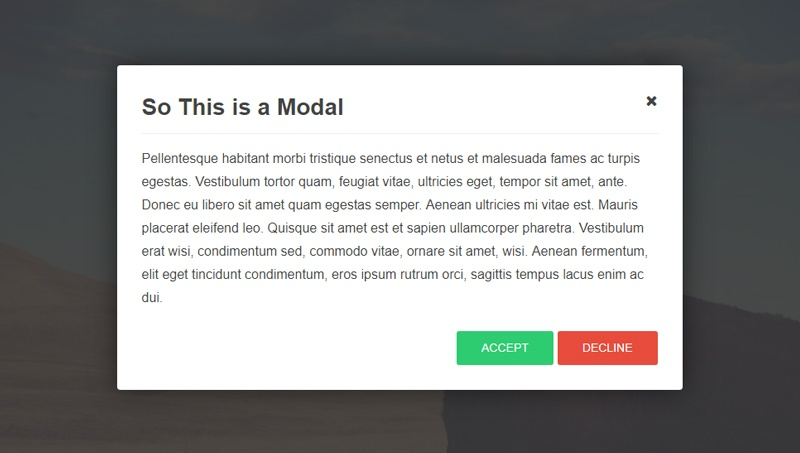 So This is a Modal
Pellentesque habitant morbi tristique senectus et netus et malesuada fames ac turpis
egestas. Vestibulum tortor quam, feugiat vitae, ultricies eget, tempor sit amet, ante.
Donec eu libero sit amet quam egestas semper. Aenean ultricies mi vitae est. Mauris
placerat eleifend leo. Quisque sit amet est et sapien ullamcorper pharetra. Vestibulum
erat wisi, condimentum sed, commodo vitae, ornare sit amet, wisi. Aenean fermentum,
elit eget tincidunt condimentum, eros ipsum rutrum orci, sagittis tempus lacus enim ac
dui.
ACCEPT DECLINE